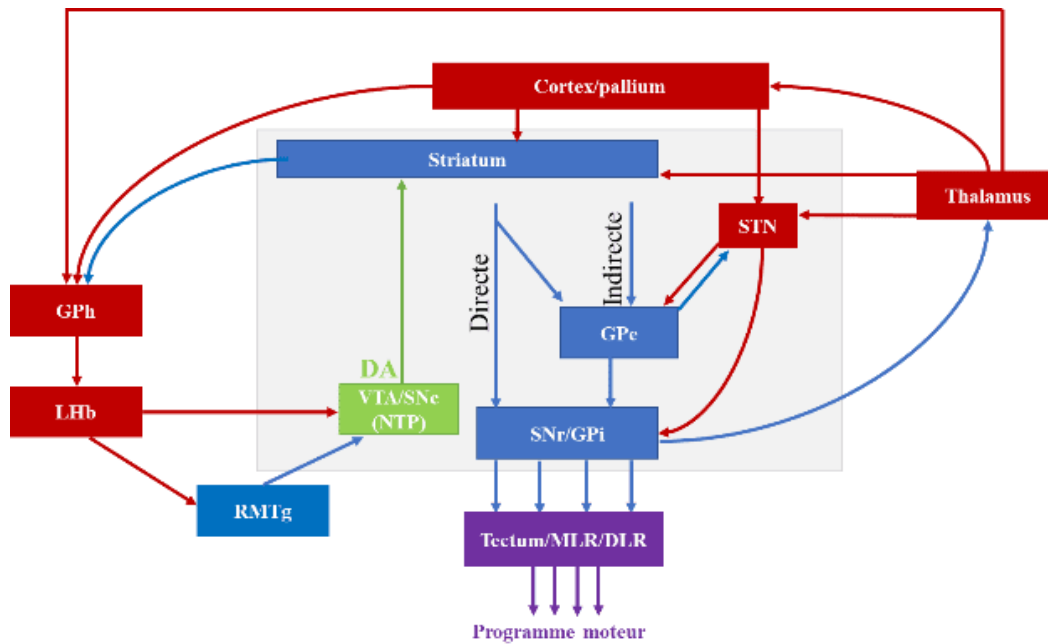 Cortex/pallium
Striatum
Thalamus
STN
Directe
Indirecte
GPh
GPe
DA
LHb
VTA/SNc
(NTP)
SNr/GPi
RMTg
Tectum/MLR/DLR
Programme moteur